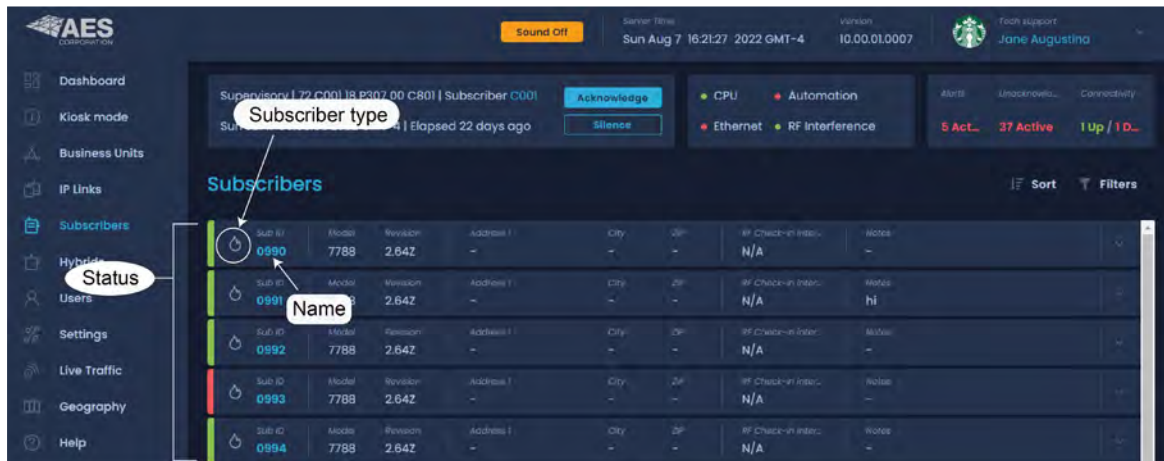 AES
CORPORATION
Sound Off
Server Time
Sun Aug 7 16:21:27 2022 GMT-4
Version
10.00.01.0007
Tech support
Jane Augustina
Dashboard
Kiosk mode
Business Units
IP Links
Subscribers
Hybrids
Users
Settings
Live Traffic
Geography
Help
Status
Supervisory | 72 C001 18 P307 00 C801 | Subscriber C001
Acknowledge
Sun | Elapsed 22 days ago
Silence
Subscriber type
CPU Automation
Ethernet RF Interference
Alerts Unacknowle... Connectivity
5 Act... 37 Active 1 Up / 1 D...
Subscribers
Sort Filters
Sub ID Model Revision Address 1 City ZIP RF Check-in Inter... Notes
0990 7788 2.64Z - - - N/A -
Name
Sub ID Model Revision Address 1 City ZIP RF Check-in Inter... Notes
0991 2.64Z - - - N/A hi
Sub ID Model Revision Address 1 City ZIP RF Check-in Inter... Notes
0992 7788 2.64Z - - - N/A -
Sub ID Model Revision Address 1 City ZIP RF Check-in Inter... Notes
0993 7788 2.64Z - - - N/A -
Sub ID Model Revision Address 1 City ZIP RF Check-in Inter... Notes
0994 7788 2.64Z - - - N/A -